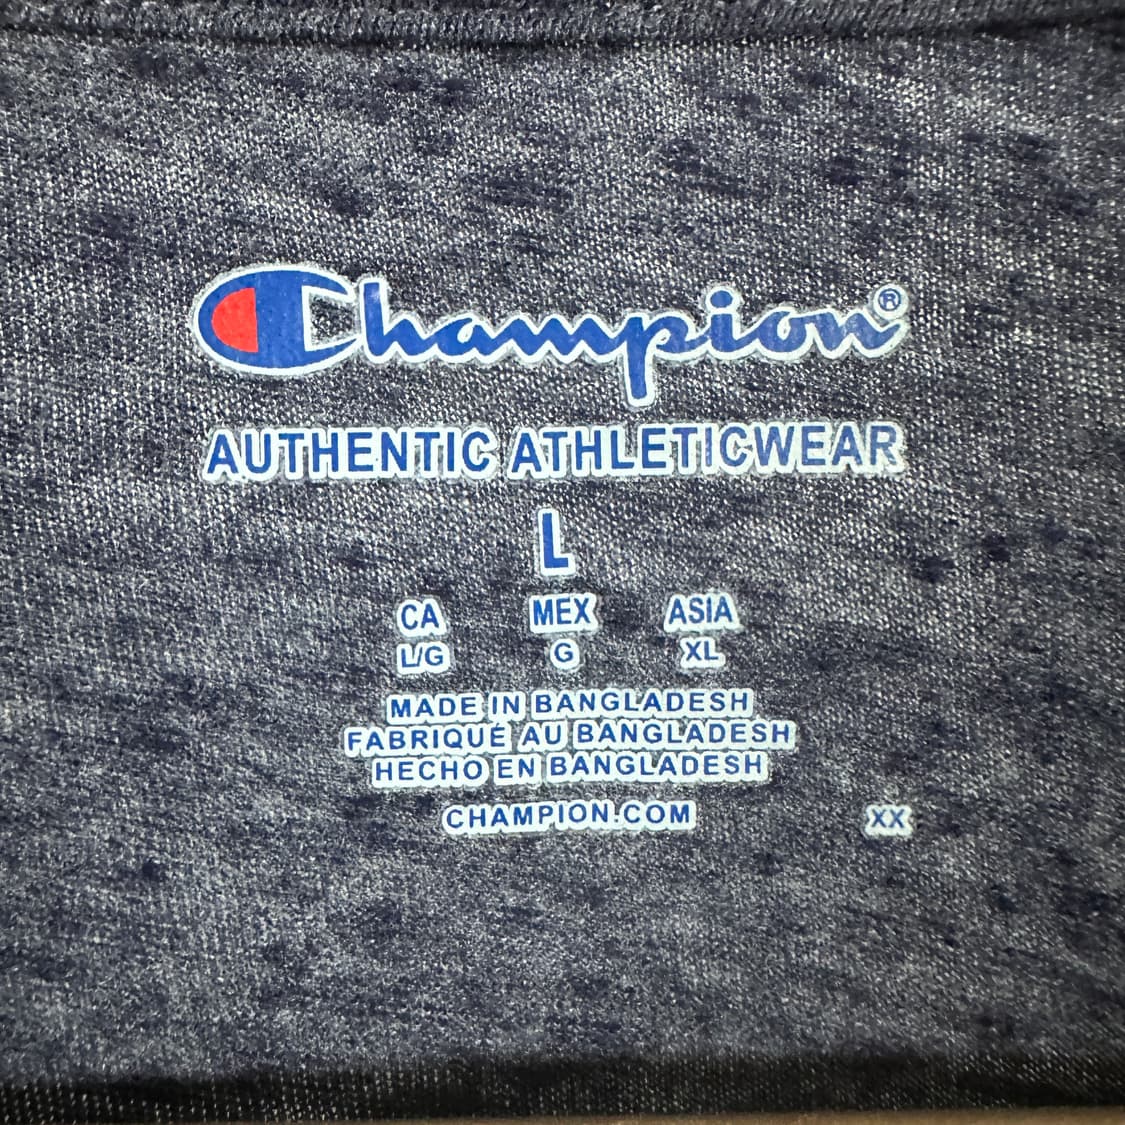 Champion®
AUTHENTIC ATHLETICWEAR
L
CA MEX ASIA
L/G G XL
MADE IN BANGLADESH
FABRIQUÉ AU BANGLADESH
HECHO EN BANGLADESH
CHAMPION.COM XX